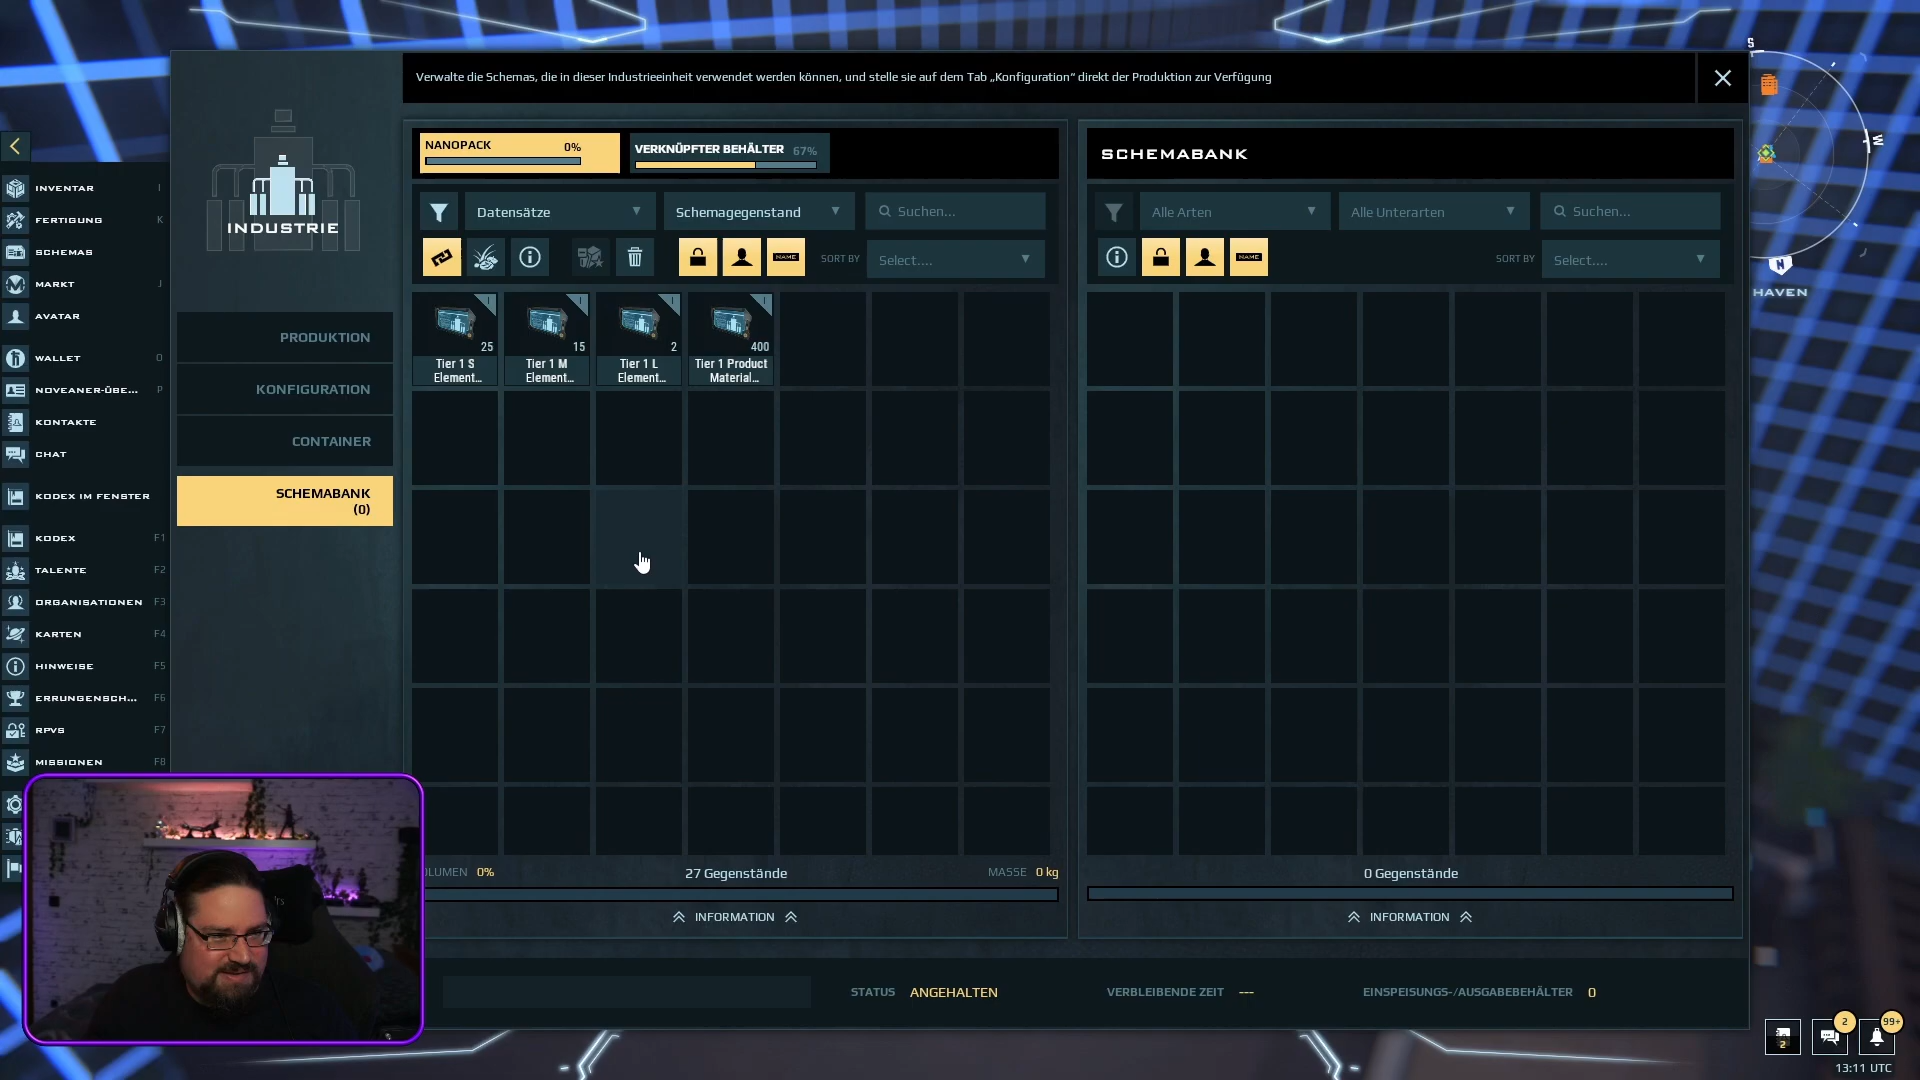 Verwalte die Schemas, die in dieser Industrieeinheit verwendet werden können, und stelle sie auf dem Tab „Konfiguration“ direkt der Produktion zur Verfügung
S
W
N
HAVEN
INDUSTRIE
PRODUKTION
KONFIGURATION
CONTAINER
SCHEMABANK
(0)
INVENTAR I
FERTIGUNG K
SCHEMAS
MARKT J
AVATAR
WALLET O
NOVEANER-ÜBE... P
KONTAKTE
CHAT
KODEX IM FENSTER
KODEX F1
TALENTE F2
ORGANISATIONEN F3
KARTEN F4
HINWEISE F5
ERRUNGENSCH... F6
RPVS F7
MISSIONEN F8
NANOPACK 0%
VERKNÜPFTER BEHÄLTER 67%
Datensätze
Schemagegenstand
Suchen...
NAME
SORT BY
Select....
I
25
Tier 1 S
Element...
I
15
Tier 1 M
Element...
I
2
Tier 1 L
Element...
I
400
Tier 1 Product
Material...
OLUMEN 0%
27 Gegenstände
MASSE 0 kg
INFORMATION
SCHEMABANK
Alle Arten
Alle Unterarten
Suchen...
NAME
SORT BY
Select....
0 Gegenstände
INFORMATION
STATUS ANGEHALTEN
VERBLEIBENDE ZEIT ---
EINSPEISUNGS-/AUSGABEBEHÄLTER 0
2
2
99+
13:11 UTC